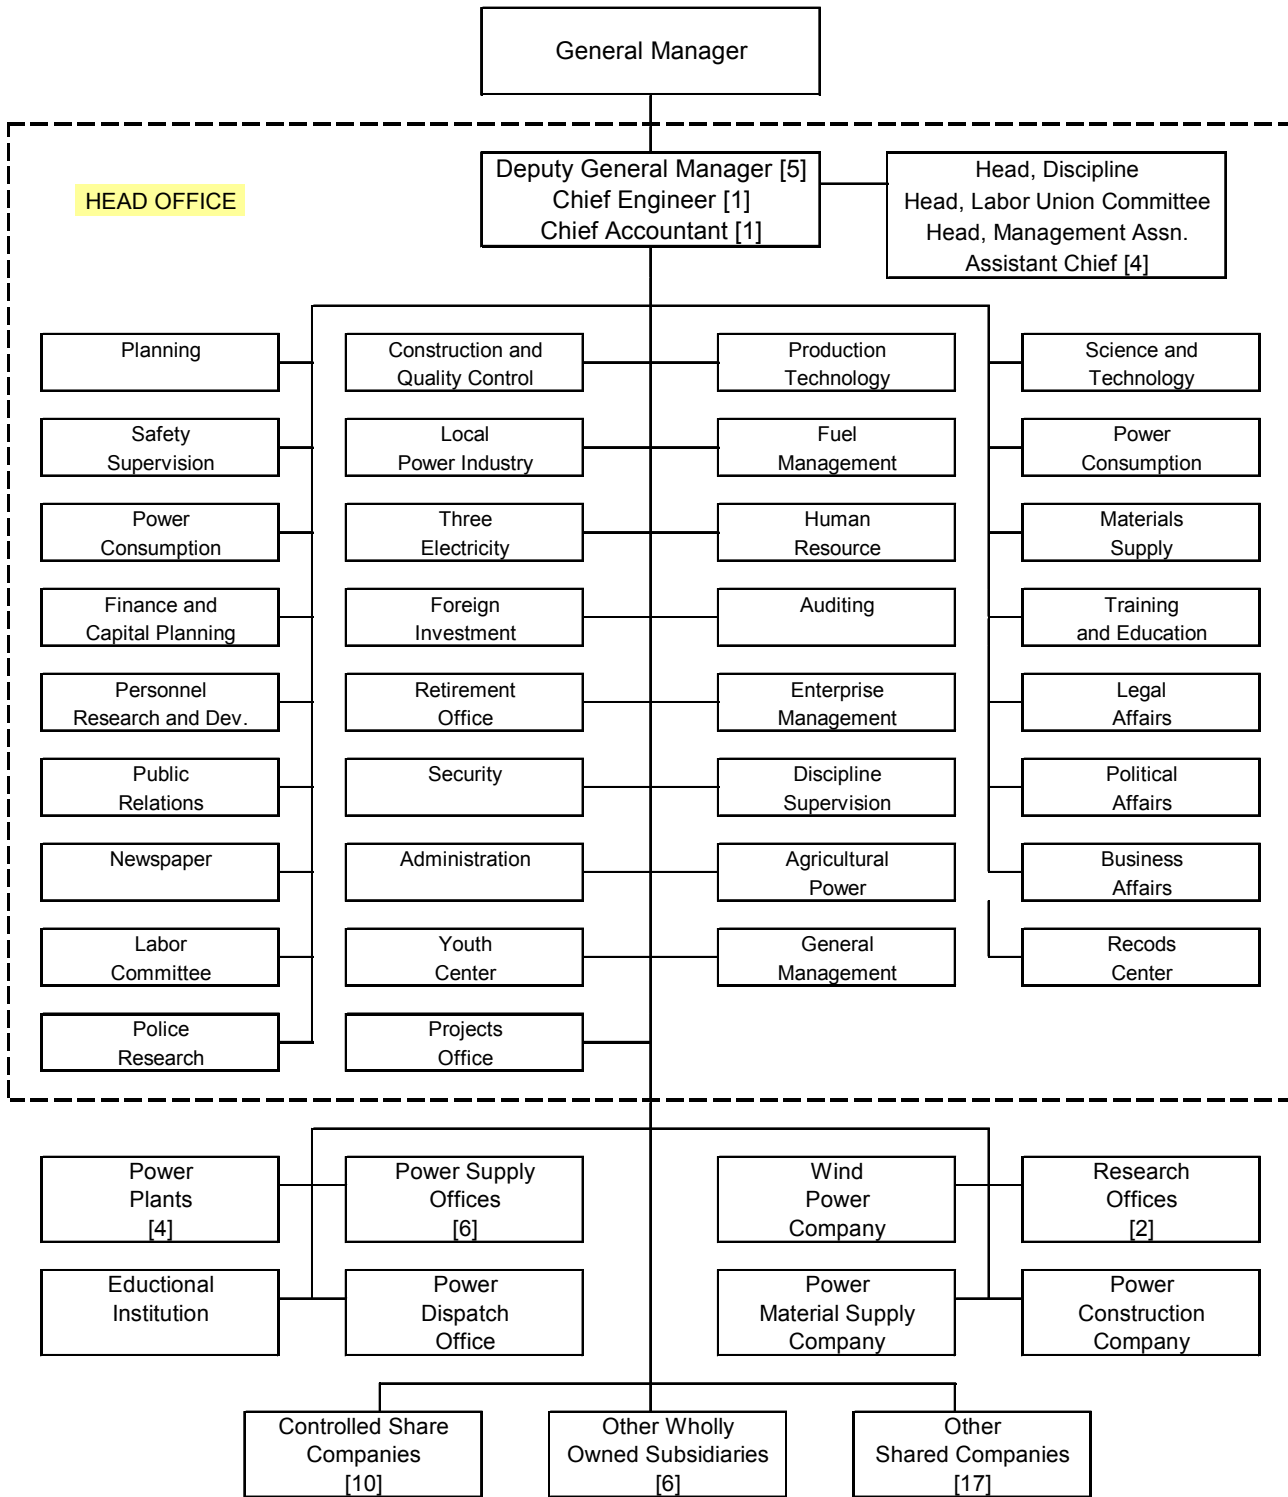 General Manager
HEAD OFFICE
Deputy General Manager [5]
Chief Engineer [1]
Chief Accountant [1]
Head, Discipline
Head, Labor Union Committee
Head, Management Assn.
Assistant Chief [4]
Planning
Construction and
Quality Control
Production
Technology
Science and
Technology
Safety
Supervision
Local
Power Industry
Fuel
Management
Power
Consumption
Power
Consumption
Three
Electricity
Human
Resource
Materials
Supply
Finance and
Capital Planning
Foreign
Investment
Auditing
Training
and Education
Personnel
Research and Dev.
Retirement
Office
Enterprise
Management
Legal
Affairs
Public
Relations
Security
Discipline
Supervision
Political
Affairs
Newspaper
Administration
Agricultural
Power
Business
Affairs
Labor
Committee
Youth
Center
General
Management
Recods
Center
Police
Research
Projects
Office
Power
Plants
[4]
Power Supply
Offices
[6]
Wind
Power
Company
Research
Offices
[2]
Eductional
Institution
Power
Dispatch
Office
Power
Material Supply
Company
Power
Construction
Company
Controlled Share
Companies
[10]
Other Wholly
Owned Subsidiaries
[6]
Other
Shared Companies
[17]